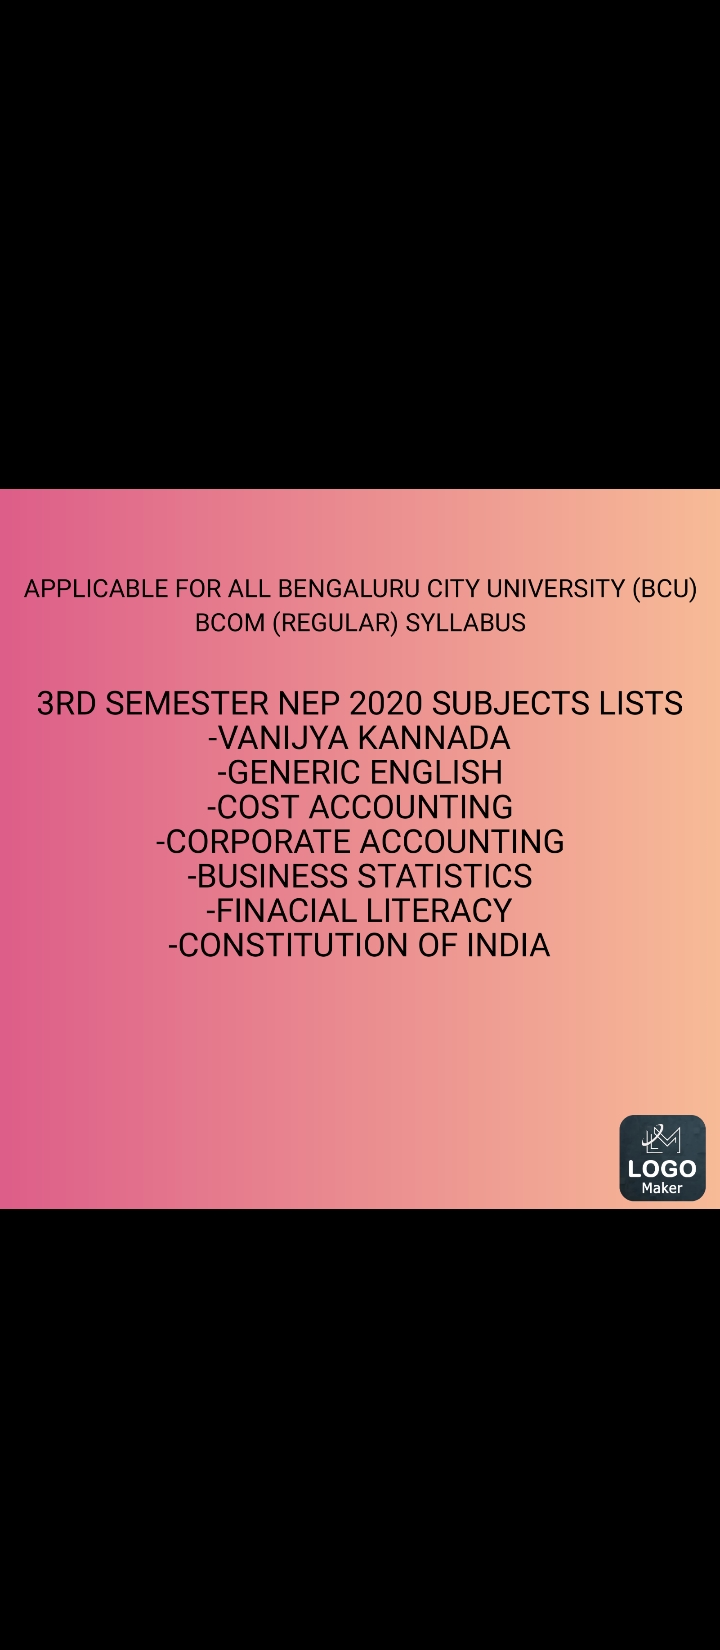 APPLICABLE FOR ALL BENGALURU CITY UNIVERSITY (BCU)
BCOM (REGULAR) SYLLABUS
3RD SEMESTER NEP 2020 SUBJECTS LISTS
-VANIJYA KANNADA
-GENERIC ENGLISH
-COST ACCOUNTING
-CORPORATE ACCOUNTING
-BUSINESS STATISTICS
-FINACIAL LITERACY
-CONSTITUTION OF INDIA
LM
LOGO
Maker